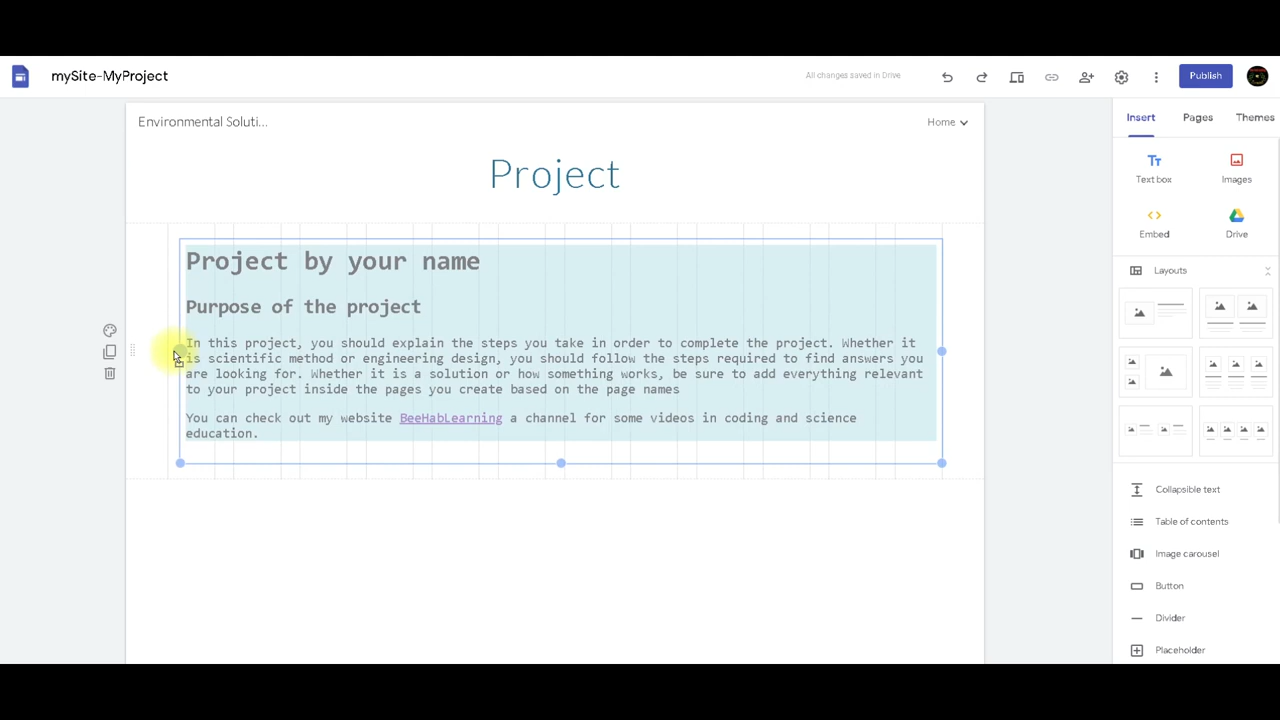 mySite-MyProject
All changes saved in Drive
Publish
Environmental Soluti...
Home
Insert
Pages
Themes
Project
Text box
Images
Embed
Drive
Layouts
Project by your name
Purpose of the project
In this project, you should explain the steps you take in order to complete the project. Whether it
is scientific method or engineering design, you should follow the steps required to find answers you
are looking for. Whether it is a solution or how something works, be sure to add everything relevant
to your project inside the pages you create based on the page names
You can check out my website BeeHabLearning a channel for some videos in coding and science
education.
Collapsible text
Table of contents
Image carousel
Button
Divider
Placeholder